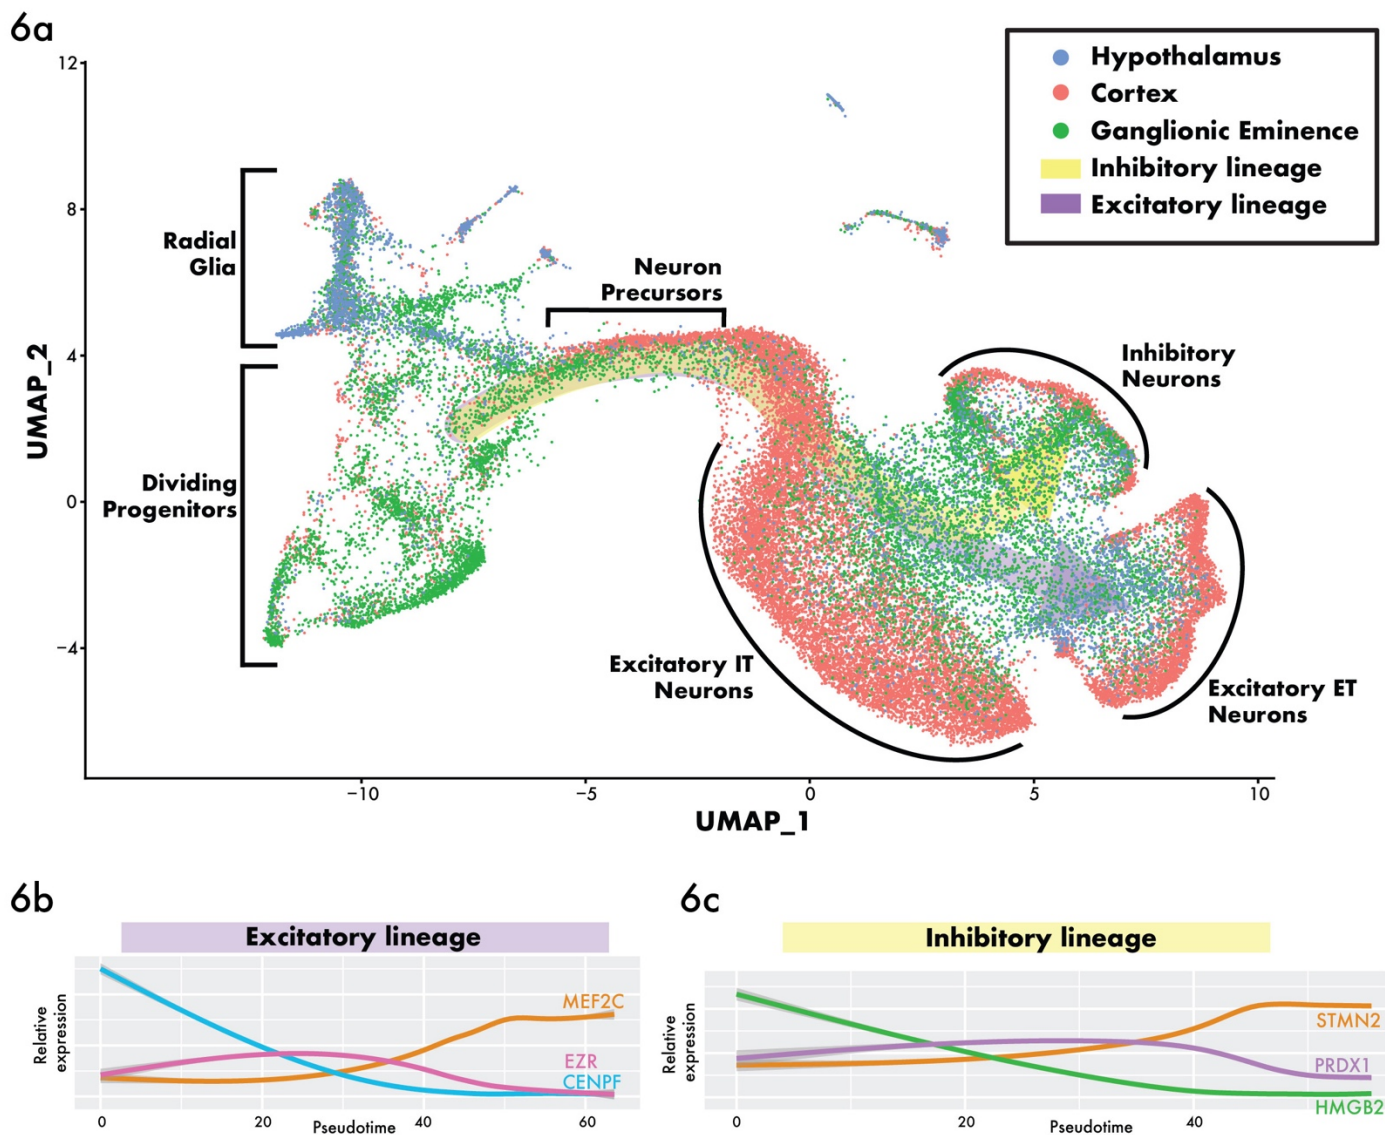 6a
12
8
4
0
−4
UMAP_2
Hypothalamus
Cortex
Ganglionic Eminence
Inhibitory lineage
Excitatory lineage
Radial
Glia
Neuron
Precursors
Inhibitory
Neurons
Dividing
Progenitors
Excitatory IT
Neurons
Excitatory ET
Neurons
−10
−5
0
5
10
UMAP_1
6b
Excitatory lineage
Relative
expression
MEF2C
EZR
CENPF
0
20
40
60
Pseudotime
6c
Inhibitory lineage
Relative
expression
STMN2
PRDX1
HMGB2
0
20
40
Pseudotime